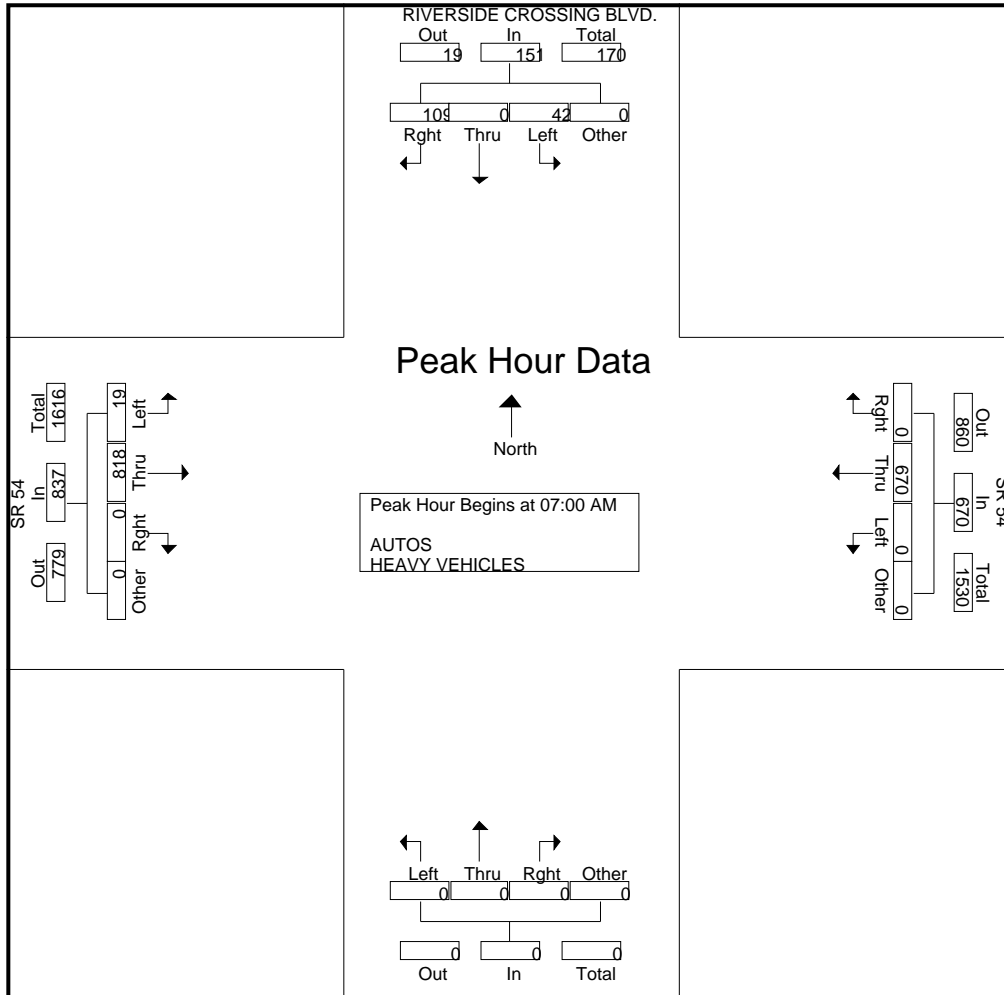 RIVERSIDE CROSSING BLVD.
Out In Total
19 151 170
109 0 42 0
Rght Thru Left Other
Peak Hour Data
North
Peak Hour Begins at 07:00 AM
AUTOS
HEAVY VEHICLES
SR 54
Total In Out
1616 837 779
19 818 0 0
Left Thru Rght Other
Rght Thru Left Other
0 670 0 0
Out In Total
860 670 1530
SR 54
Left Thru Rght Other
0 0 0 0
0 0 0
Out In Total